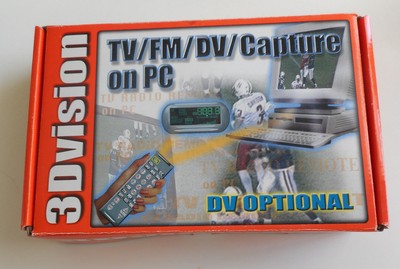 3Dvision
TV/FM/DV/Capture
on PC
DV OPTIONAL